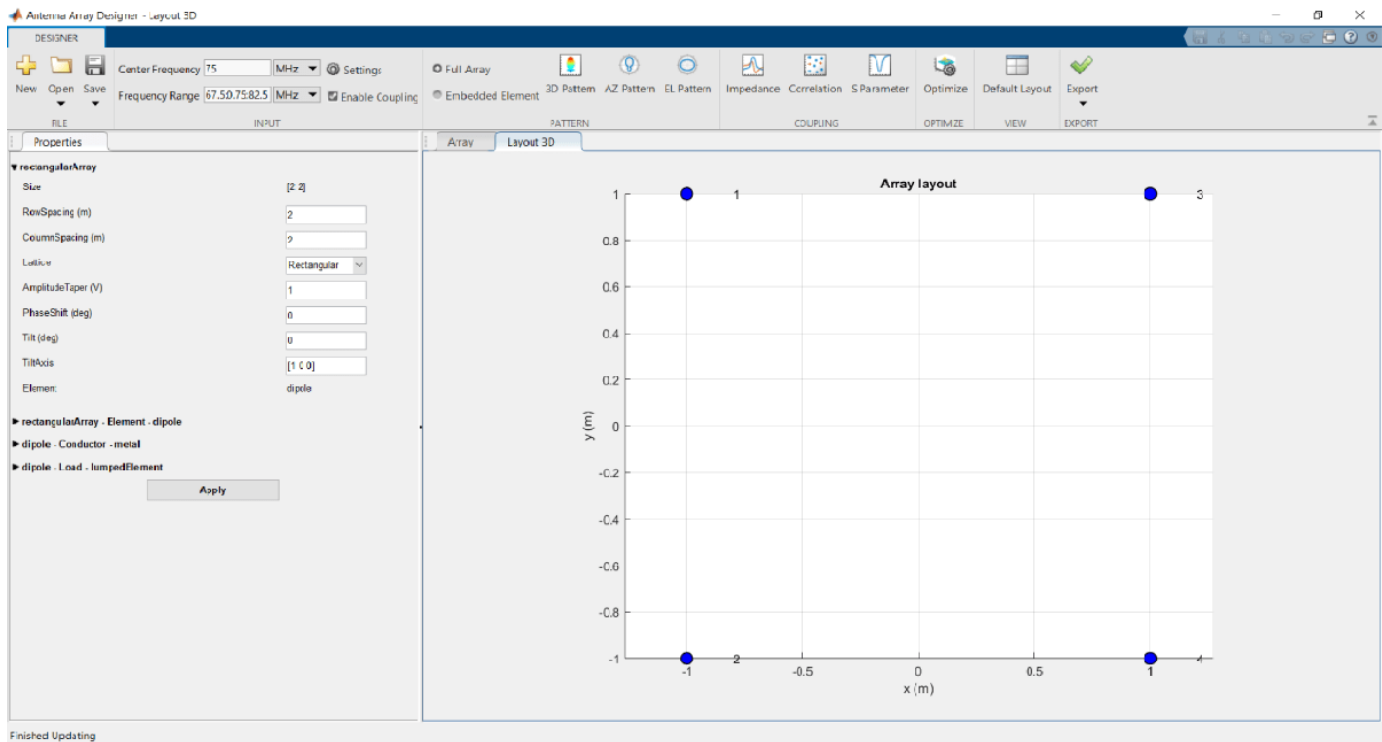 Antenna Array Designer - Layout 3D
DESIGNER
New Open Save
FILE
Center Frequency 75 MHz Settings
Frequency Range 67.5:0.75:82.5 MHz Enable Coupling
INPUT
Full Array
Embedded Element
3D Pattern AZ Pattern EL Pattern
PATTERN
Impedance Correlation S Parameter
COUPLING
Optimize
OPTIMIZE
Default Layout
VIEW
Export
EXPORT
Properties
rectangularArray
Size [2 2]
RowSpacing (m) 2
ColumnSpacing (m) 2
Lattice Rectangular
AmplitudeTaper (V) 1
PhaseShift (deg) 0
Tilt (deg) 0
TiltAxis [1 0 0]
Element dipole
rectangularArray - Element - dipole
dipole - Conductor - metal
dipole - Load - lumpedElement
Apply
Array Layout 3D
Array layout
1 3
2 4
1
0.8
0.6
0.4
0.2
0
-0.2
-0.4
-0.6
-0.8
-1
y (m)
-1 -0.5 0 0.5 1
x (m)
Finished Updating